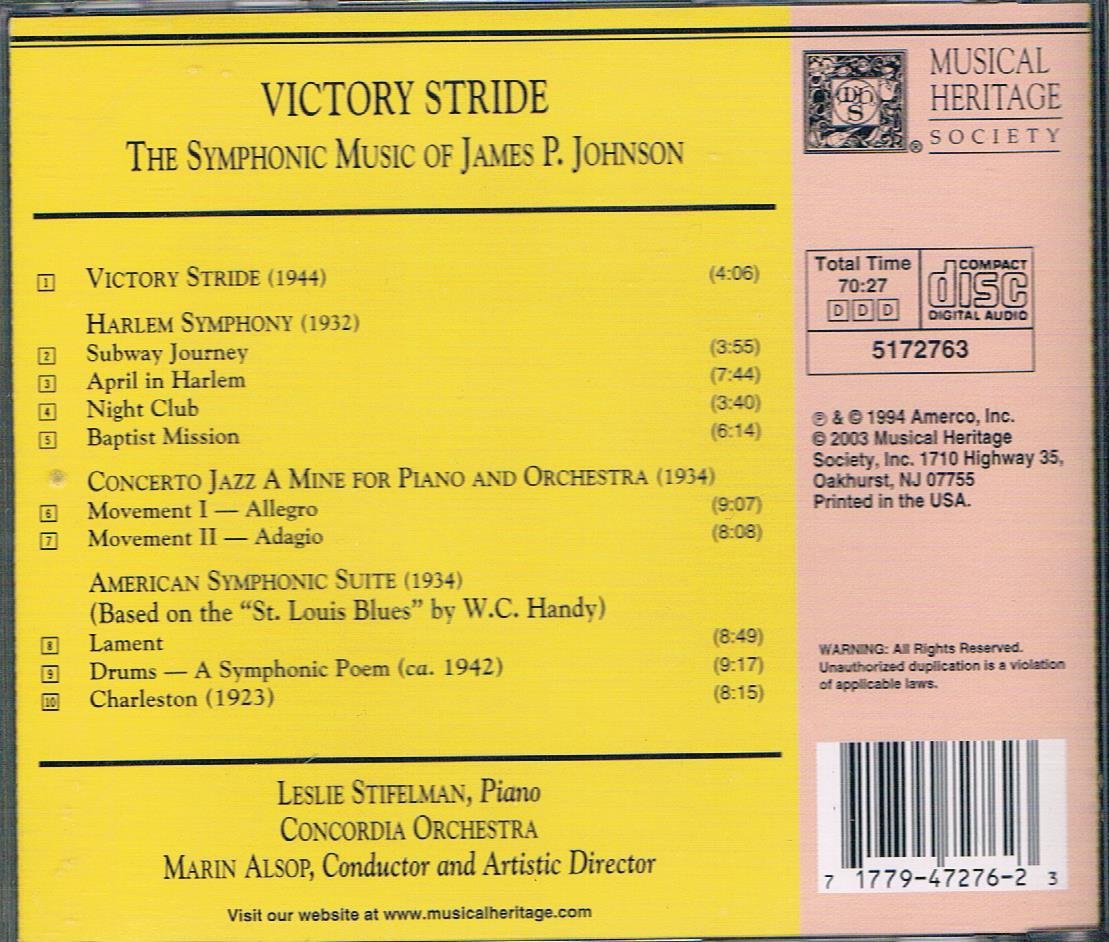 VICTORY STRIDE
THE SYMPHONIC MUSIC OF JAMES P. JOHNSON
1 VICTORY STRIDE (1944) (4:06)
HARLEM SYMPHONY (1932)
2 Subway Journey (3:55)
3 April in Harlem (7:44)
4 Night Club (3:40)
5 Baptist Mission (6:14)
CONCERTO JAZZ A MINE FOR PIANO AND ORCHESTRA (1934)
6 Movement I — Allegro (9:07)
7 Movement II — Adagio (8:08)
AMERICAN SYMPHONIC SUITE (1934)
(Based on the “St. Louis Blues” by W.C. Handy)
8 Lament (8:49)
9 Drums — A Symphonic Poem (ca. 1942) (9:17)
10 Charleston (1923) (8:15)
LESLIE STIFELMAN, Piano
CONCORDIA ORCHESTRA
MARIN ALSOP, Conductor and Artistic Director
Visit our website at www.musicalheritage.com
MUSICAL
HERITAGE
SOCIETY
®
Total Time
70:27
DDD
COMPACT
disc
DIGITAL AUDIO
5172763
℗ & © 1994 Amerco, Inc.
© 2003 Musical Heritage
Society, Inc. 1710 Highway 35,
Oakhurst, NJ 07755
Printed in the USA.
WARNING: All Rights Reserved.
Unauthorized duplication is a violation
of applicable laws.
7 1779-47276-2 3